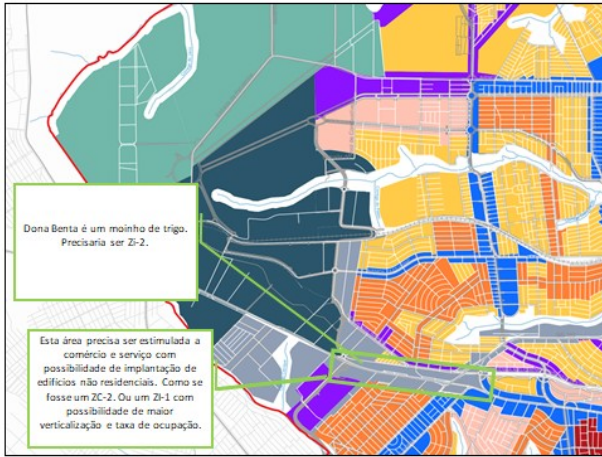 Dona Benta é um moinho de trigo.
Precisaria ser Zi-2.
Esta área precisa ser estimulada a
comércio e serviço com
possibilidade de implantação de
edifícios não residenciais. Como se
fosse um ZC-2. Ou um ZI-1 com
possibilidade de maior
verticalização e taxa de ocupação.